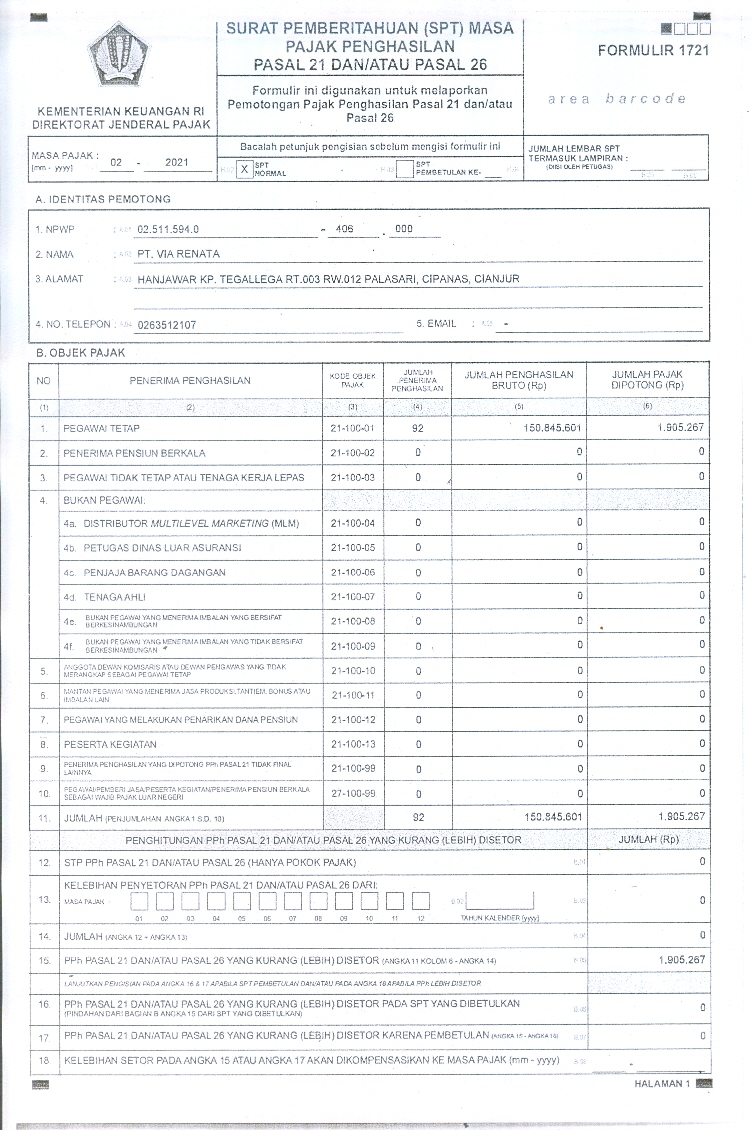 SURAT PEMBERITAHUAN (SPT) MASA
PAJAK PENGHASILAN
PASAL 21 DAN/ATAU PASAL 26
FORMULIR 1721
Formulir ini digunakan untuk melaporkan
Pemotongan Pajak Penghasilan Pasal 21 dan/atau
Pasal 26
area barcode
KEMENTERIAN KEUANGAN RI
DIREKTORAT JENDERAL PAJAK
MASA PAJAK :
[mm - yyyy]
02 - 2021
Bacalah petunjuk pengisian sebelum mengisi formulir ini
X SPT
NORMAL
SPT
PEMBETULAN KE-
JUMLAH LEMBAR SPT
TERMASUK LAMPIRAN :
(DIISI OLEH PETUGAS)
A. IDENTITAS PEMOTONG
1. NPWP : 02.511.594.0 - 406 . 000
2. NAMA : PT. VIA RENATA
3. ALAMAT : HANJAWAR KP. TEGALLEGA RT.003 RW.012 PALASARI, CIPANAS, CIANJUR
4. NO. TELEPON : 0263512107 5. EMAIL : -
B. OBJEK PAJAK
NO PENERIMA PENGHASILAN KODE OBJEK PAJAK JUMLAH PENERIMA PENGHASILAN JUMLAH PENGHASILAN BRUTO (Rp) JUMLAH PAJAK DIPOTONG (Rp)
(1) (2) (3) (4) (5) (6)
1. PEGAWAI TETAP 21-100-01 92 150.845.601 1.905.267
2. PENERIMA PENSIUN BERKALA 21-100-02 0 0 0
3. PEGAWAI TIDAK TETAP ATAU TENAGA KERJA LEPAS 21-100-03 0 0 0
4. BUKAN PEGAWAI:
4a. DISTRIBUTOR MULTILEVEL MARKETING (MLM) 21-100-04 0 0 0
4b. PETUGAS DINAS LUAR ASURANSI 21-100-05 0 0 0
4c. PENJAJA BARANG DAGANGAN 21-100-06 0 0 0
4d. TENAGA AHLI 21-100-07 0 0 0
4e. BUKAN PEGAWAI YANG MENERIMA IMBALAN YANG BERSIFAT BERKESINAMBUNGAN 21-100-08 0 0 0
4f. BUKAN PEGAWAI YANG MENERIMA IMBALAN YANG TIDAK BERSIFAT BERKESINAMBUNGAN 21-100-09 0 0 0
5. ANGGOTA DEWAN KOMISARIS ATAU DEWAN PENGAWAS YANG TIDAK MERANGKAP SEBAGAI PEGAWAI TETAP 21-100-10 0 0 0
6. MANTAN PEGAWAI YANG MENERIMA JASA PRODUKSI, TANTIEM, BONUS ATAU IMBALAN LAIN 21-100-11 0 0 0
7. PEGAWAI YANG MELAKUKAN PENARIKAN DANA PENSIUN 21-100-12 0 0 0
8. PESERTA KEGIATAN 21-100-13 0 0 0
9. PENERIMA PENGHASILAN YANG DIPOTONG PPh PASAL 21 TIDAK FINAL LAINNYA 21-100-99 0 0 0
10. PEGAWAI/PEMBERI JASA/PESERTA KEGIATAN/PENERIMA PENSIUN BERKALA SEBAGAI WAJIB PAJAK LUAR NEGERI 27-100-99 0 0 0
11. JUMLAH (PENJUMLAHAN ANGKA 1 S.D. 10) 92 150.845.601 1.905.267
PENGHITUNGAN PPh PASAL 21 DAN/ATAU PASAL 26 YANG KURANG (LEBIH) DISETOR JUMLAH (Rp)
12. STP PPh PASAL 21 DAN/ATAU PASAL 26 (HANYA POKOK PAJAK) 0
13. KELEBIHAN PENYETORAN PPh PASAL 21 DAN/ATAU PASAL 26 DARI: 0
MASA PAJAK
01 02 03 04 05 06 07 08 09 10 11 12 TAHUN KALENDER [yyyy]
14. JUMLAH (ANGKA 12 + ANGKA 13) 0
15. PPh PASAL 21 DAN/ATAU PASAL 26 YANG KURANG (LEBIH) DISETOR (ANGKA 11 KOLOM 6 - ANGKA 14) 1.905.267
LANJUTKAN PENGISIAN PADA ANGKA 16 & 17 APABILA SPT PEMBETULAN DAN/ATAU PADA ANGKA 18 APABILA PPh LEBIH DISETOR
16. PPh PASAL 21 DAN/ATAU PASAL 26 YANG KURANG (LEBIH) DISETOR PADA SPT YANG DIBETULKAN 0
(PINDAHAN DARI BAGIAN B ANGKA 15 DARI SPT YANG DIBETULKAN)
17. PPh PASAL 21 DAN/ATAU PASAL 26 YANG KURANG (LEBIH) DISETOR KARENA PEMBETULAN (ANGKA 15 - ANGKA 16) 0
18. KELEBIHAN SETOR PADA ANGKA 15 ATAU ANGKA 17 AKAN DIKOMPENSASIKAN KE MASA PAJAK (mm - yyyy) -
HALAMAN 1